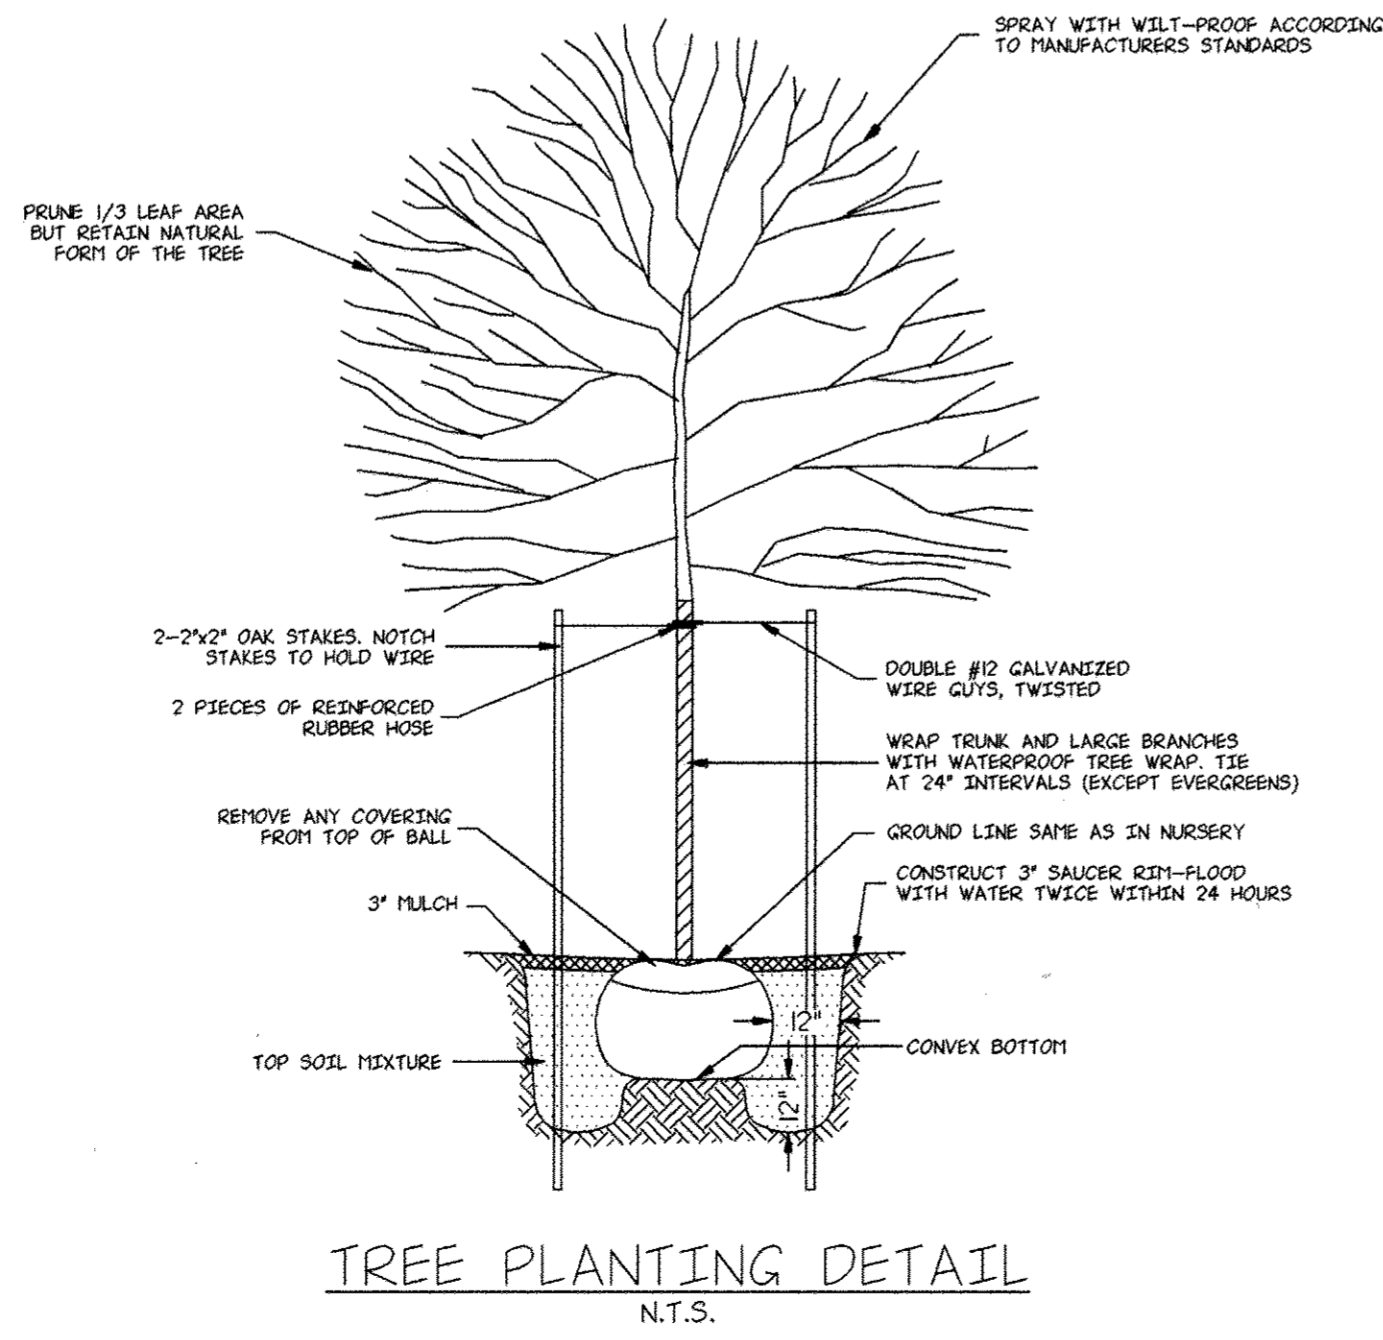 SPRAY WITH WILT-PROOF ACCORDING
TO MANUFACTURERS STANDARDS
PRUNE 1/3 LEAF AREA
BUT RETAIN NATURAL
FORM OF THE TREE
2-2"x2" OAK STAKES. NOTCH
STAKES TO HOLD WIRE
DOUBLE #12 GALVANIZED
WIRE GUYS, TWISTED
2 PIECES OF REINFORCED
RUBBER HOSE
WRAP TRUNK AND LARGE BRANCHES
WITH WATERPROOF TREE WRAP. TIE
AT 24" INTERVALS (EXCEPT EVERGREENS)
REMOVE ANY COVERING
FROM TOP OF BALL
GROUND LINE SAME AS IN NURSERY
CONSTRUCT 3" SAUCER RIM-FLOOD
WITH WATER TWICE WITHIN 24 HOURS
3" MULCH
12"
TOP SOIL MIXTURE
CONVEX BOTTOM
12"
TREE PLANTING DETAIL
N.T.S.